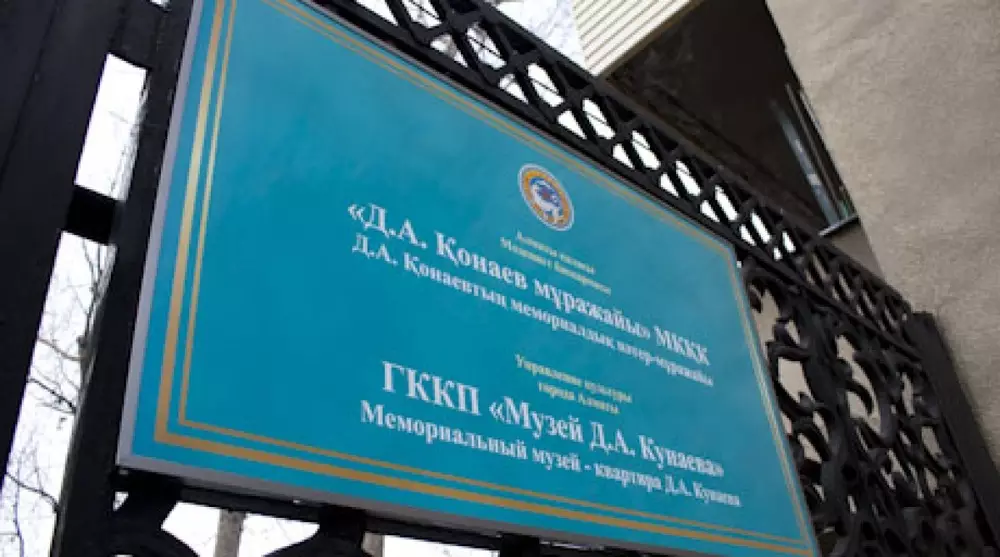 Алматы қаласы
Мәдениет басқармасы
«Д.А. Қонаев мұражайы» МКҚК
Д.А. Қонаевтың мемориалдық пәтер-мұражайы
Управление культуры
города Алматы
ГККП «Музей Д.А. Кунаева»
Мемориальный музей - квартира Д.А. Кунаева